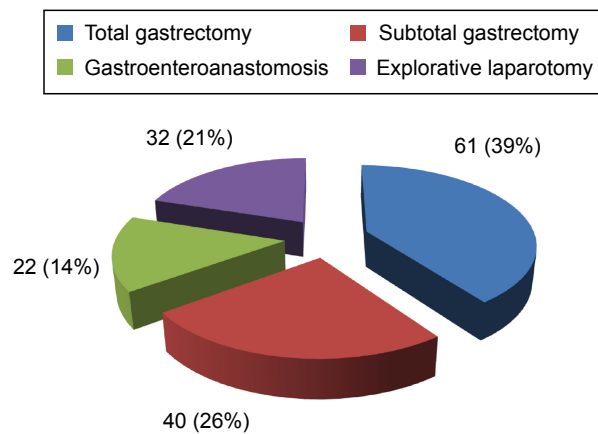 Total gastrectomy
Subtotal gastrectomy
Gastroenteroanastomosis
Explorative laparotomy
32 (21%)
61 (39%)
22 (14%)
40 (26%)